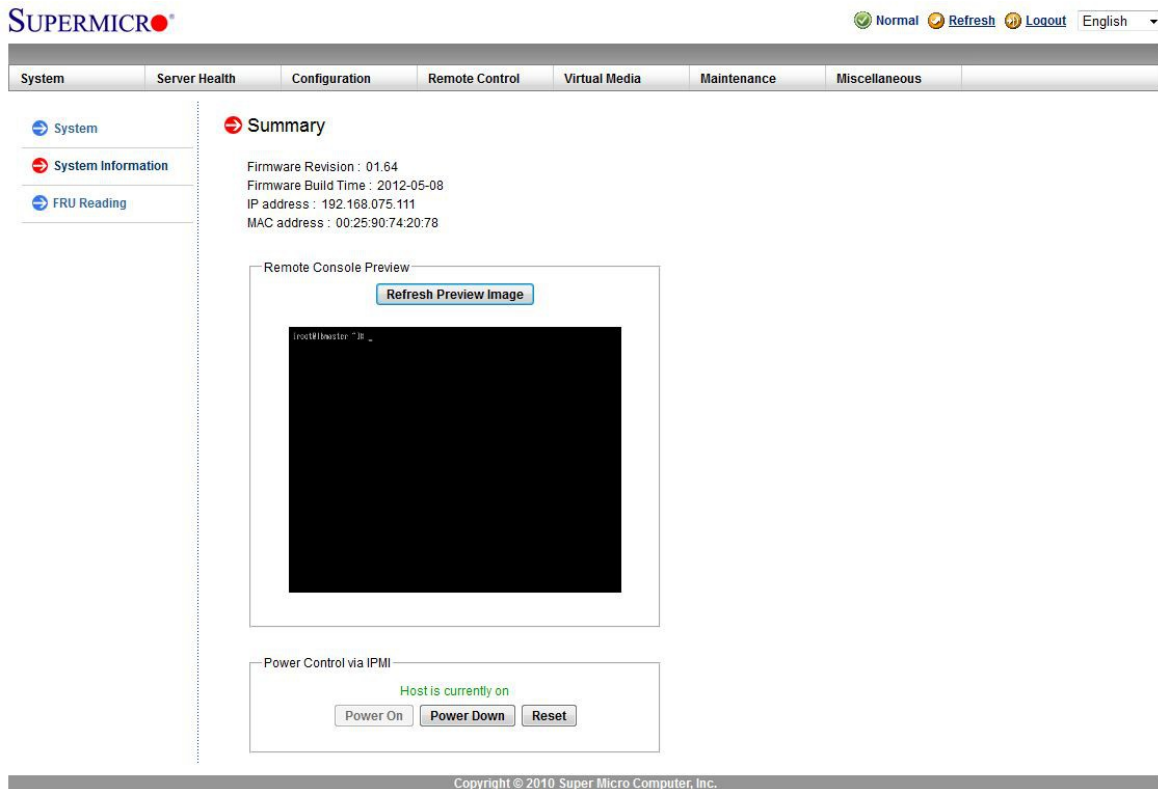 SUPERMICRO
Normal Refresh Logout English
System Server Health Configuration Remote Control Virtual Media Maintenance Miscellaneous
System
System Information
FRU Reading
Summary
Firmware Revision : 01.64
Firmware Build Time : 2012-05-08
IP address : 192.168.075.111
MAC address : 00:25:90:74:20:78
Remote Console Preview
Refresh Preview Image
[root@lbmaster ~]# _
Power Control via IPMI
Host is currently on
Power On Power Down Reset
Copyright © 2010 Super Micro Computer, Inc.